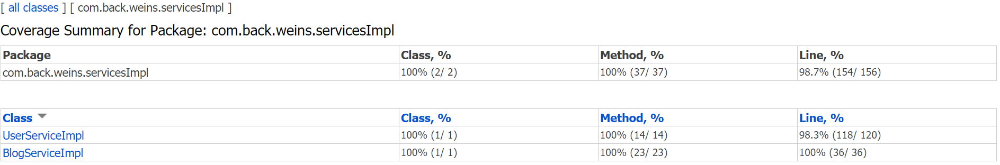 [ all classes ] [ com.back.weins.servicesImpl ]
Coverage Summary for Package: com.back.weins.servicesImpl
Package Class, % Method, % Line, %
com.back.weins.servicesImpl 100% (2/ 2) 100% (37/ 37) 98.7% (154/ 156)
Class Class, % Method, % Line, %
UserServiceImpl 100% (1/ 1) 100% (14/ 14) 98.3% (118/ 120)
BlogServiceImpl 100% (1/ 1) 100% (23/ 23) 100% (36/ 36)